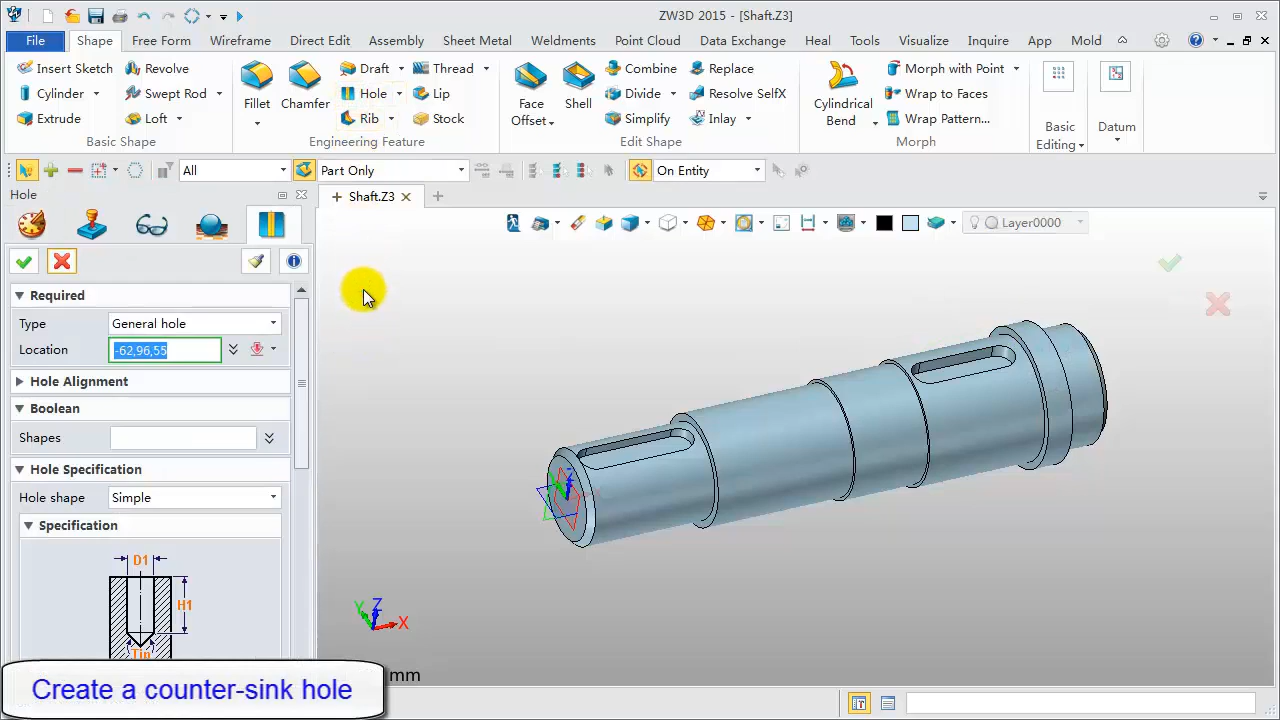 ZW3D 2015 - [Shaft.Z3]
File Shape Free Form Wireframe Direct Edit Assembly Sheet Metal Weldments Point Cloud Data Exchange Heal Tools Visualize Inquire App Mold
Insert Sketch Revolve Draft Thread Combine Replace Morph with Point
Cylinder Swept Rod Fillet Chamfer Hole Lip Face Offset Shell Divide Resolve SelfX Cylindrical Bend Wrap to Faces
Extrude Loft Rib Stock Simplify Inlay Wrap Pattern... Basic Editing Datum
Basic Shape Engineering Feature Edit Shape Morph
All Part Only On Entity
Hole Shaft.Z3
Layer0000
Required
Type General hole
Location -62,96,55
Hole Alignment
Boolean
Shapes
Hole Specification
Hole shape Simple
Specification
D1
H1
Tip
Z
Y Z X
mm
Create a counter-sink hole